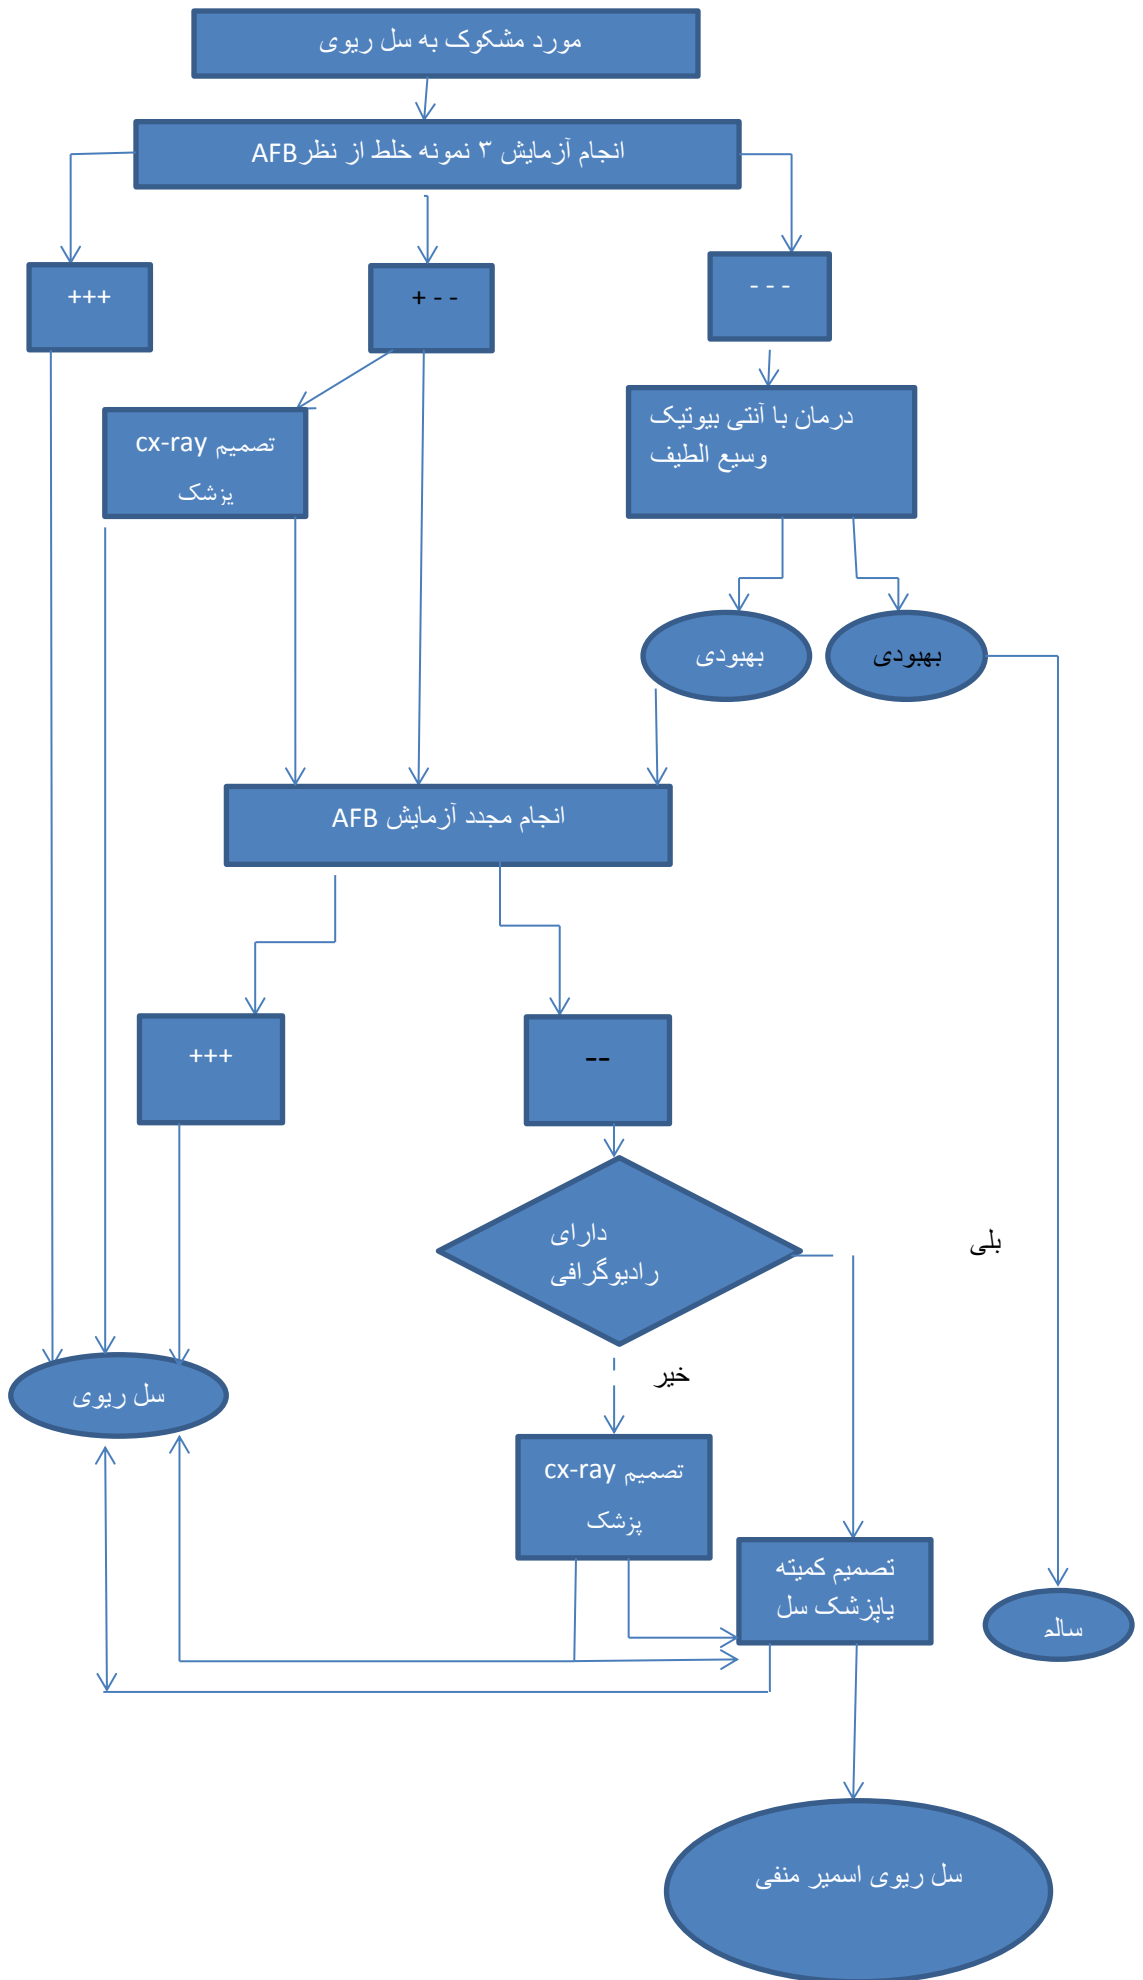 مورد مشکوک به سل ریوی
انجام آزمایش ۳ نمونه خلط از نظرAFB
+++
+ - -
- - -
درمان با آنتی بیوتیک
وسیع الطیف
cx-ray تصمیم
پزشک
بهبودی
بهبودی
انجام مجدد آزمایش AFB
+++
--
دارای
رادیوگرافی
بلی
خیر
سل ریوی
cx-ray تصمیم
پزشک
تصمیم کمیته
یاپزشک سل
سالم
سل ریوی اسمیر منفی